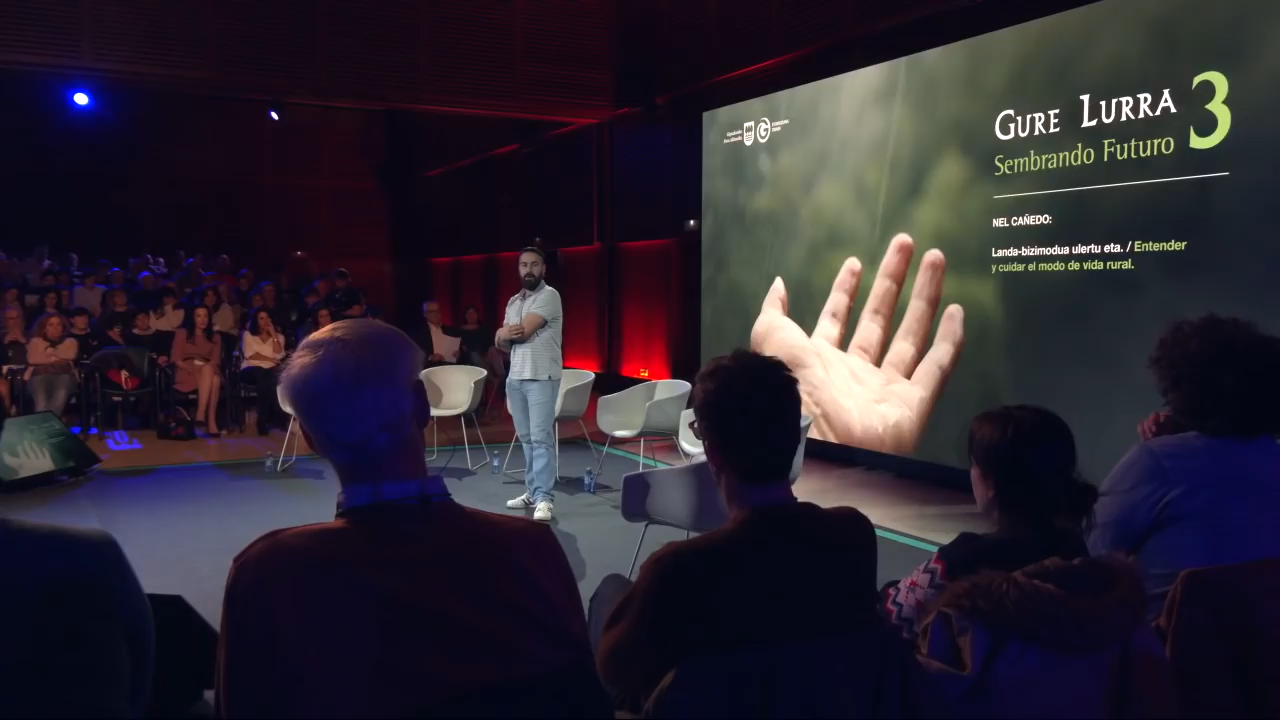 GURE LURRA 3
Sembrando Futuro
NEL CAÑEDO:
Landa-bizimodua ulertu eta. / Entender
y cuidar el modo de vida rural.